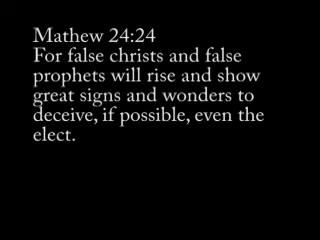 Mathew 24:24
For false christs and false
prophets will rise and show
great signs and wonders to
deceive, if possible, even the
elect.